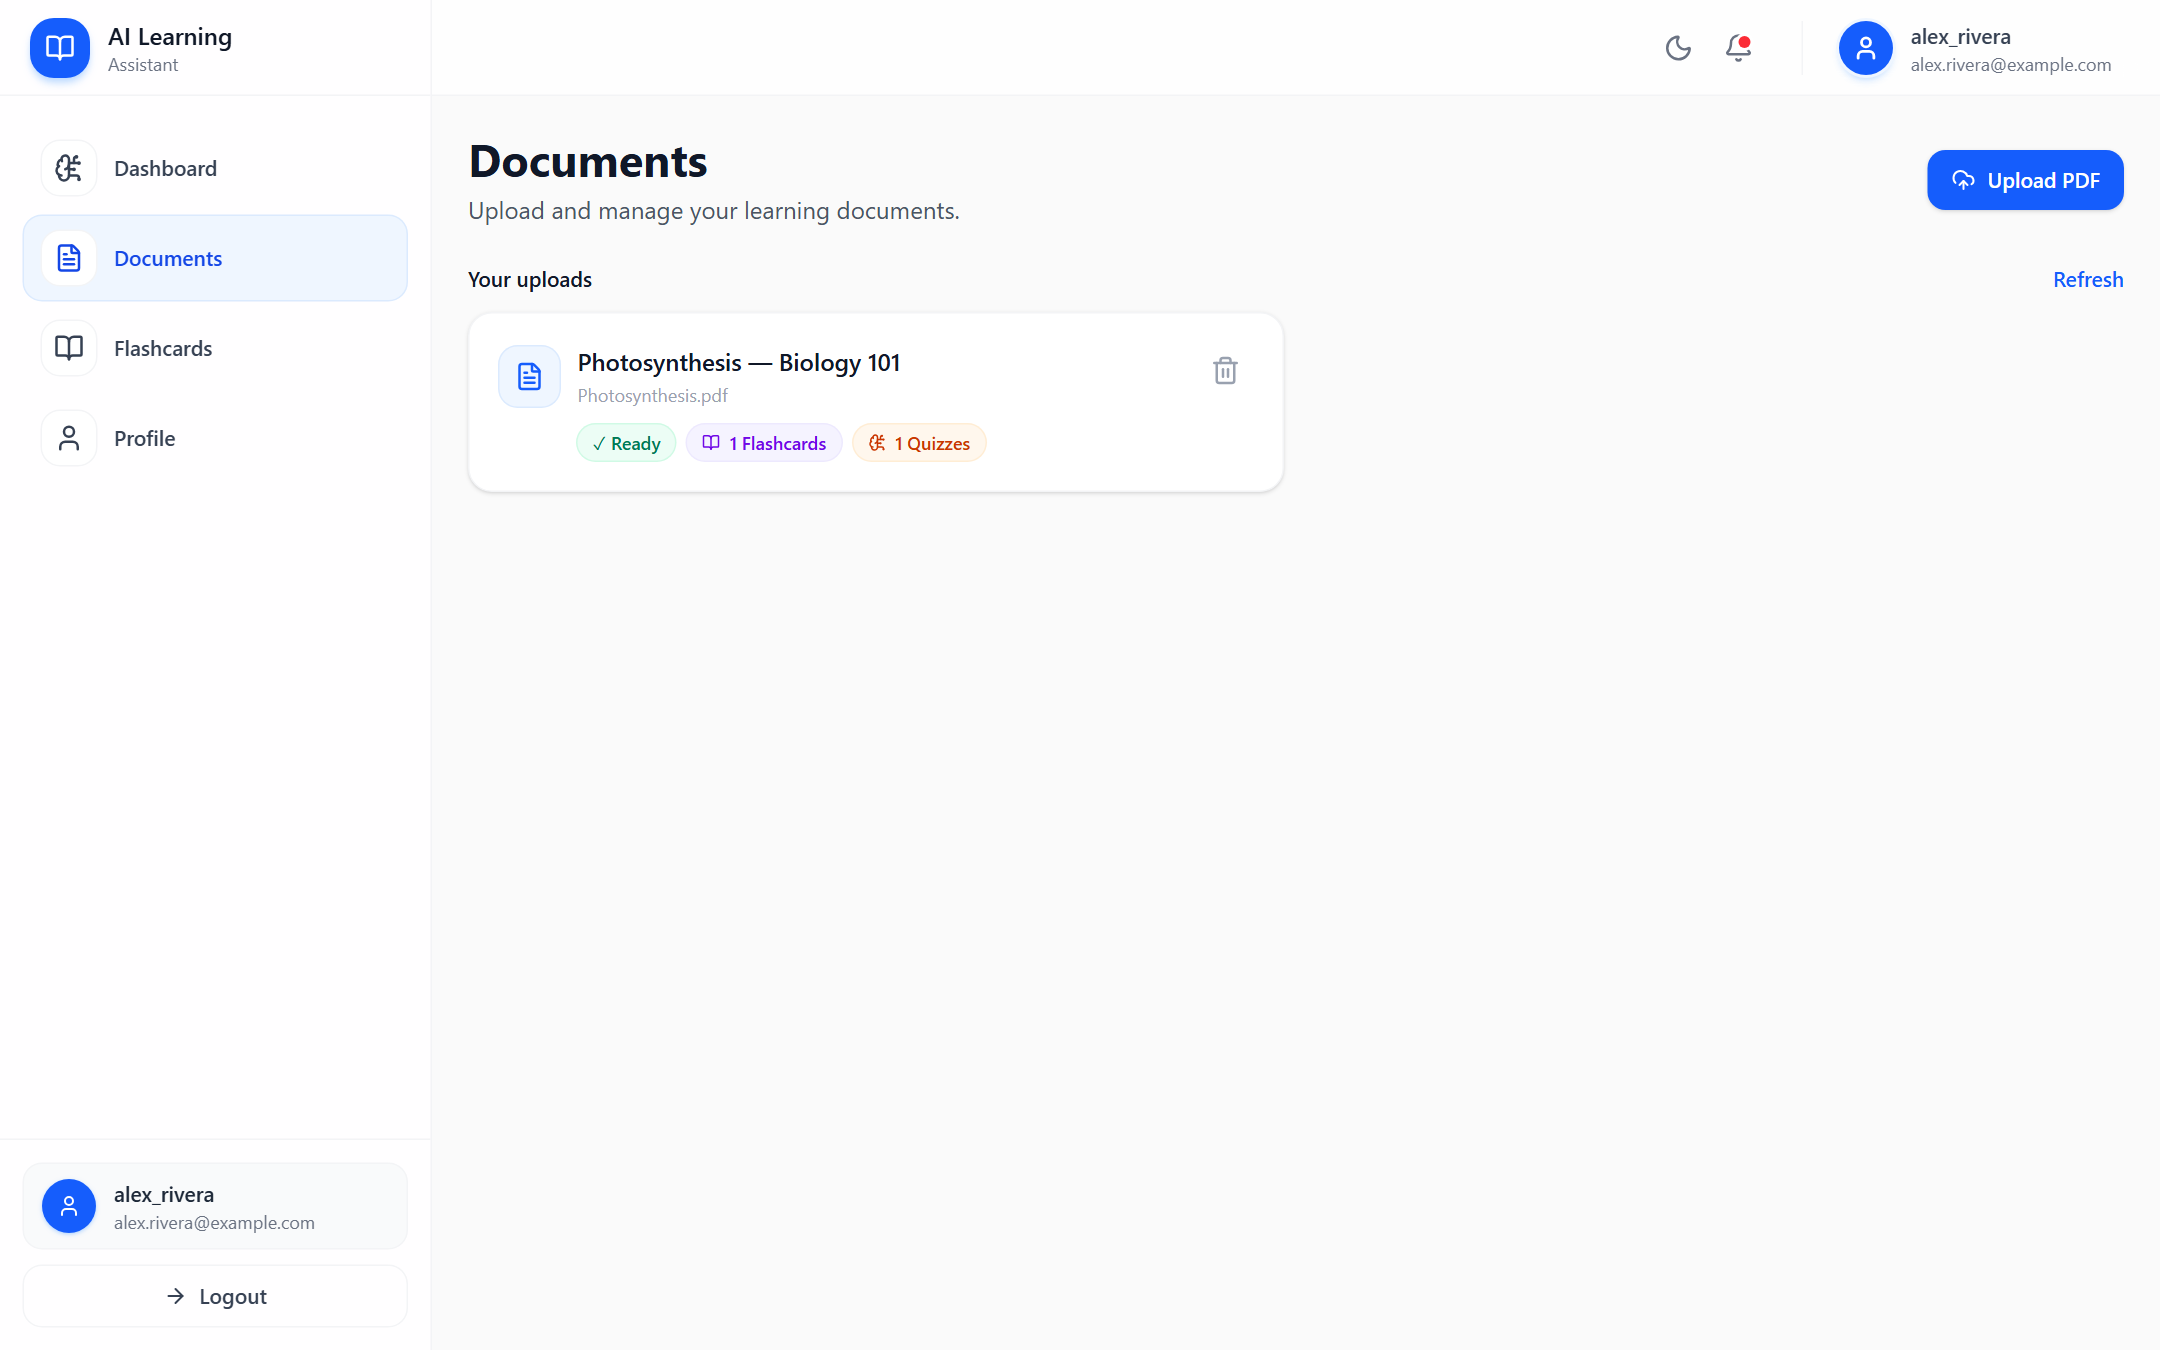 AI Learning
Assistant
alex_rivera
alex.rivera@example.com
Dashboard
Documents
Flashcards
Profile
Documents
Upload and manage your learning documents.
Upload PDF
Your uploads
Refresh
Photosynthesis — Biology 101
Photosynthesis.pdf
✓ Ready
1 Flashcards
1 Quizzes
alex_rivera
alex.rivera@example.com
Logout